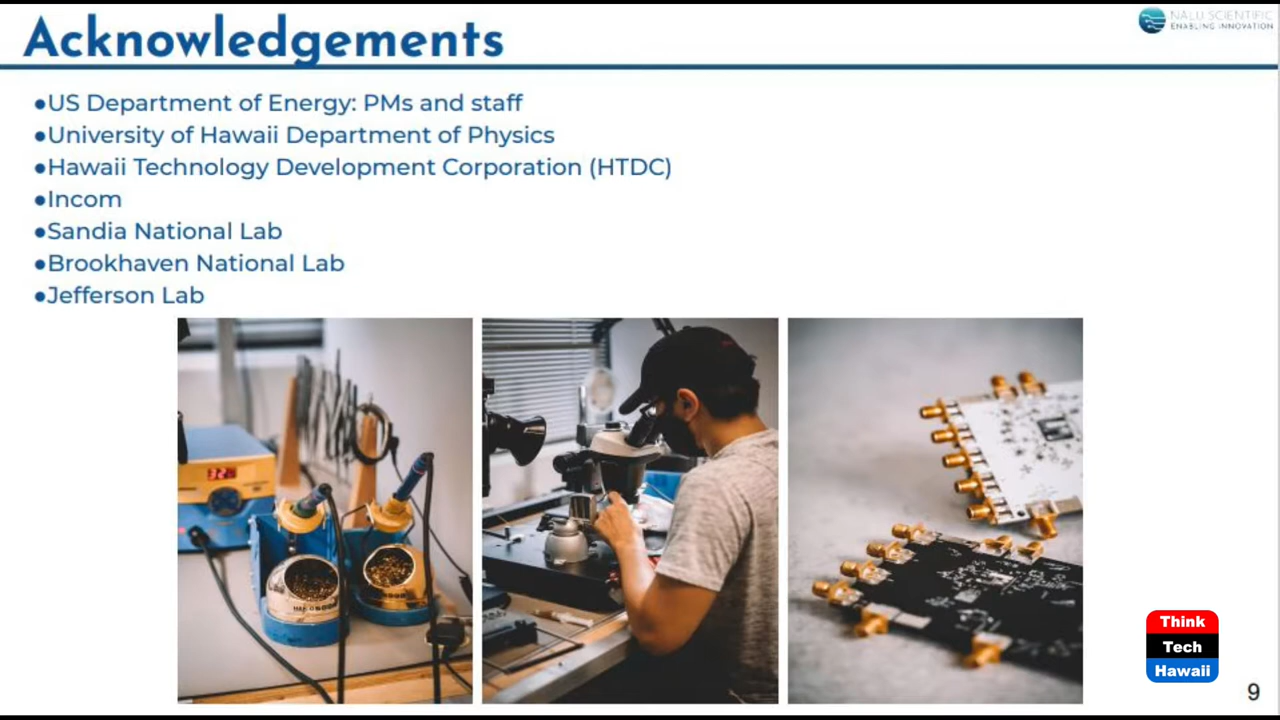 Acknowledgements
NALU SCIENTIFIC
ENABLING INNOVATION
●US Department of Energy: PMs and staff
●University of Hawaii Department of Physics
●Hawaii Technology Development Corporation (HTDC)
●Incom
●Sandia National Lab
●Brookhaven National Lab
●Jefferson Lab
Think
Tech
Hawaii
9